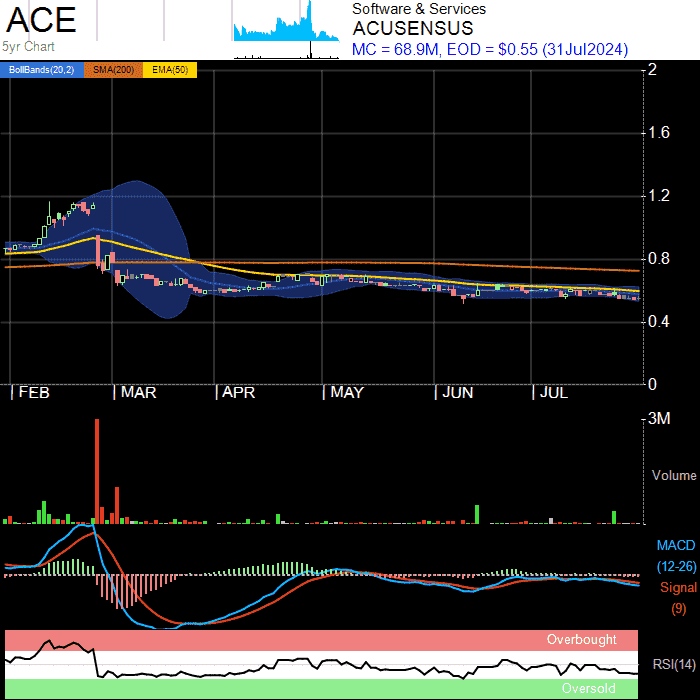 ACE
5yr Chart
Software & Services
ACUSENSUS
MC = 68.9M, EOD = $0.55 (31Jul2024)
BollBands(20,2) SMA(200) EMA(50)
2
1.6
1.2
0.8
0.4
0
FEB MAR APR MAY JUN JUL
3M
Volume
MACD
(12-26)
Signal
(9)
Overbought
RSI(14)
Oversold